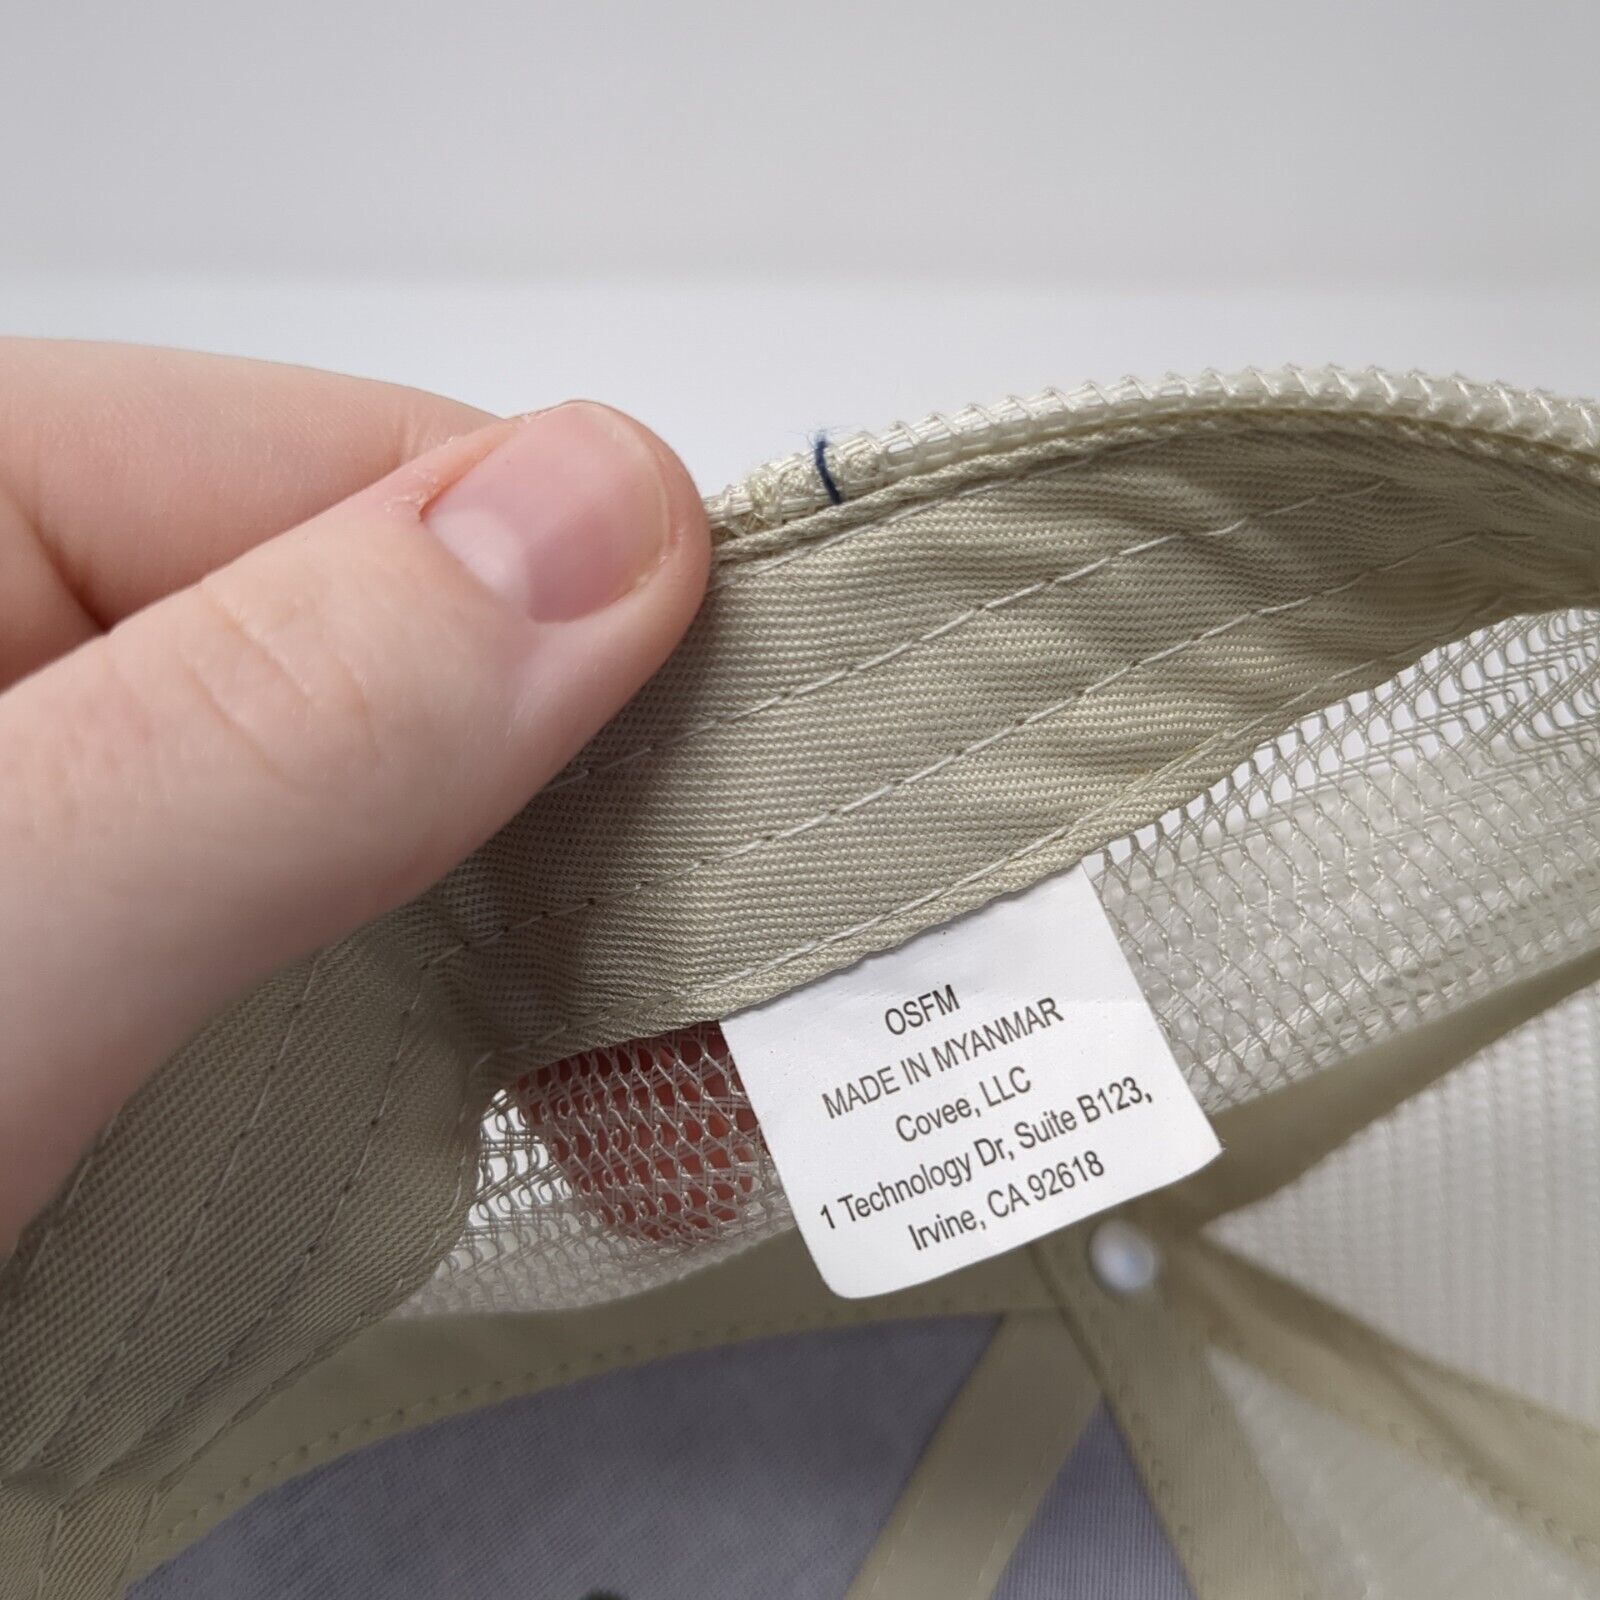 OSFM
MADE IN MYANMAR
Covee, LLC
1 Technology Dr, Suite B123,
Irvine, CA 92618